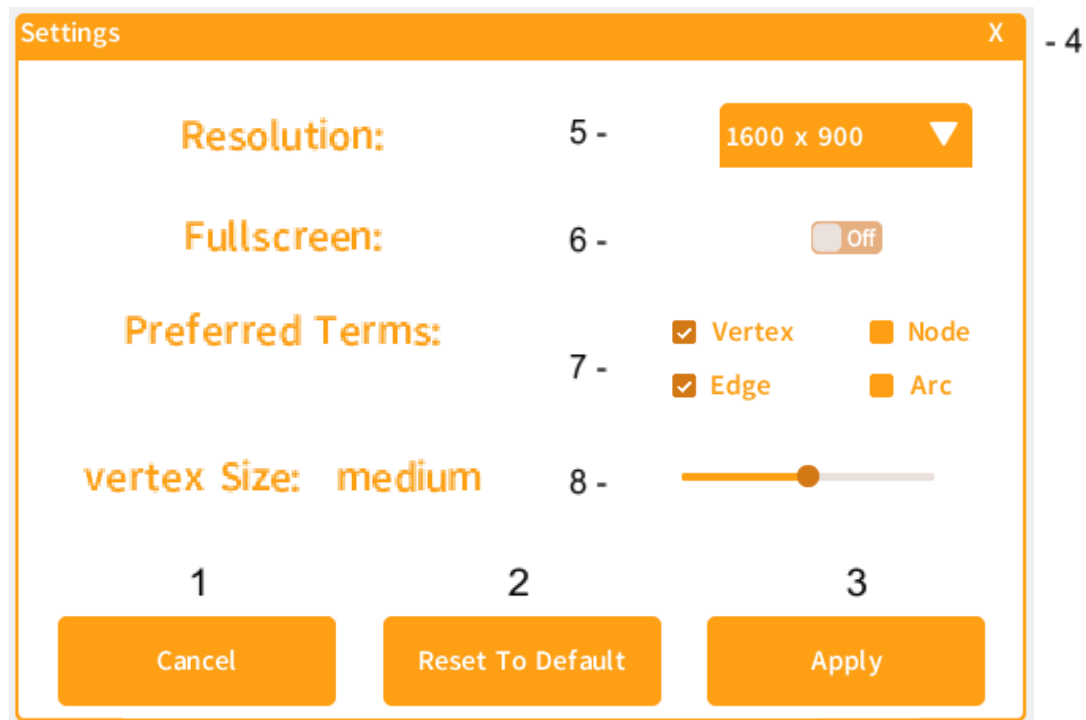 Settings X - 4
Resolution: 5 - 1600 x 900
Fullscreen: 6 - Off
Preferred Terms: Vertex Node
7 -
Edge Arc
vertex Size: medium 8 -
1 2 3
Cancel Reset To Default Apply